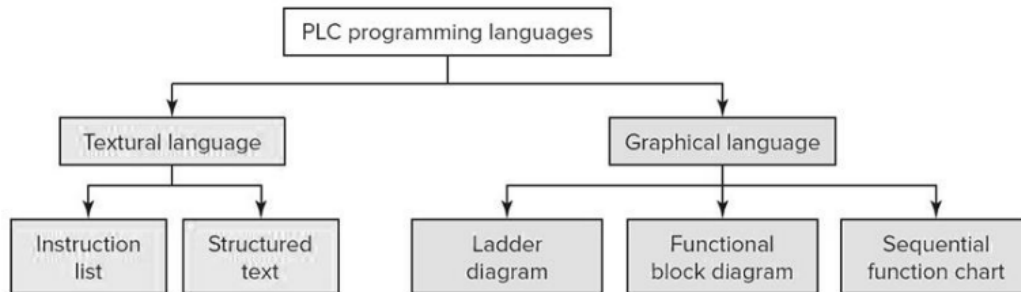 PLC programming languages
Textural language
Graphical language
Instruction
list
Structured
text
Ladder
diagram
Functional
block diagram
Sequential
function chart